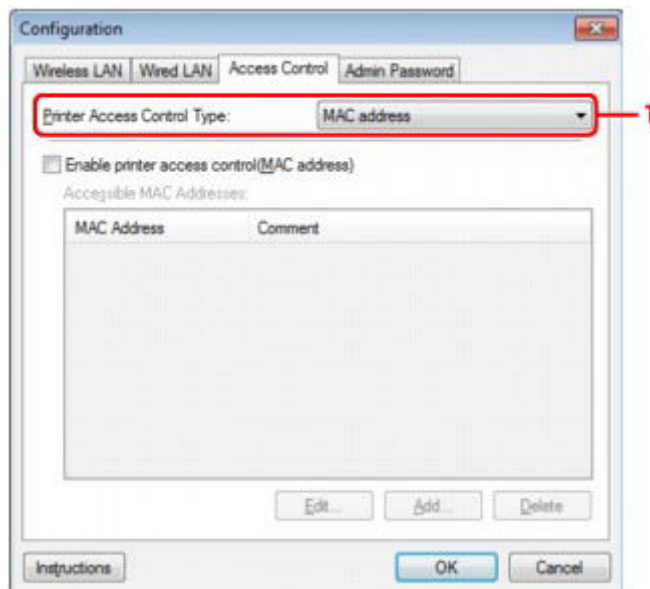 Configuration
Wireless LAN Wired LAN Access Control Admin Password
Printer Access Control Type: MAC address
1
Enable printer access control(MAC address)
Accessible MAC Addresses:
MAC Address Comment
Edit... Add... Delete
Instructions OK Cancel